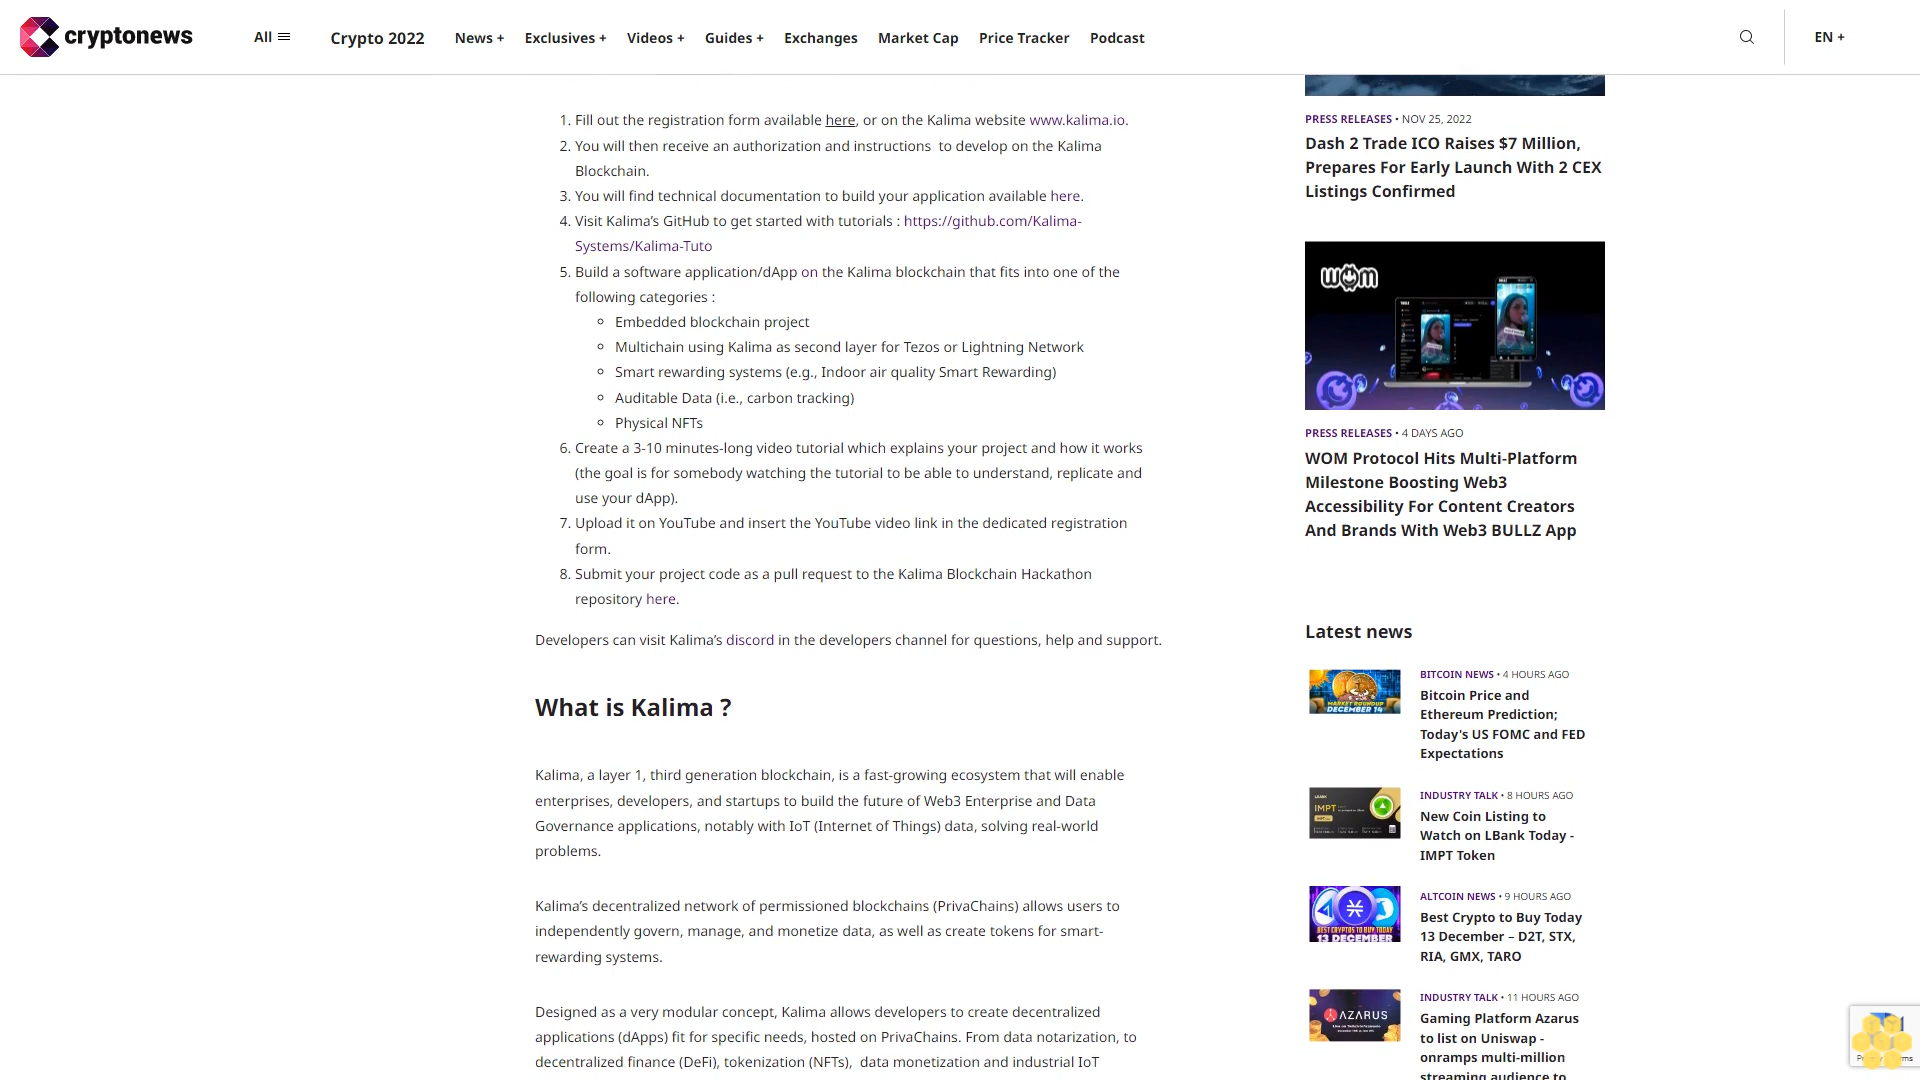 cryptonews
All
Crypto 2022
News +
Exclusives +
Videos +
Guides +
Exchanges
Market Cap
Price Tracker
Podcast
EN +
1. Fill out the registration form available here, or on the Kalima website www.kalima.io.
2. You will then receive an authorization and instructions to develop on the Kalima
Blockchain.
3. You will find technical documentation to build your application available here.
4. Visit Kalima’s GitHub to get started with tutorials : https://github.com/Kalima-
Systems/Kalima-Tuto
5. Build a software application/dApp on the Kalima blockchain that fits into one of the
following categories :
Embedded blockchain project
Multichain using Kalima as second layer for Tezos or Lightning Network
Smart rewarding systems (e.g., Indoor air quality Smart Rewarding)
Auditable Data (i.e., carbon tracking)
Physical NFTs
6. Create a 3-10 minutes-long video tutorial which explains your project and how it works
(the goal is for somebody watching the tutorial to be able to understand, replicate and
use your dApp).
7. Upload it on YouTube and insert the YouTube video link in the dedicated registration
form.
8. Submit your project code as a pull request to the Kalima Blockchain Hackathon
repository here.
Developers can visit Kalima’s discord in the developers channel for questions, help and support.
What is Kalima ?
Kalima, a layer 1, third generation blockchain, is a fast-growing ecosystem that will enable
enterprises, developers, and startups to build the future of Web3 Enterprise and Data
Governance applications, notably with IoT (Internet of Things) data, solving real-world
problems.
Kalima’s decentralized network of permissioned blockchains (PrivaChains) allows users to
independently govern, manage, and monetize data, as well as create tokens for smart-
rewarding systems.
Designed as a very modular concept, Kalima allows developers to create decentralized
applications (dApps) fit for specific needs, hosted on PrivaChains. From data notarization, to
decentralized finance (DeFi), tokenization (NFTs), data monetization and industrial IoT
PRESS RELEASES • NOV 25, 2022
Dash 2 Trade ICO Raises $7 Million,
Prepares For Early Launch With 2 CEX
Listings Confirmed
WOM
PRESS RELEASES • 4 DAYS AGO
WOM Protocol Hits Multi-Platform
Milestone Boosting Web3
Accessibility For Content Creators
And Brands With Web3 BULLZ App
Latest news
MARKET ROUNDUP
DECEMBER 14
BITCOIN NEWS • 4 HOURS AGO
Bitcoin Price and
Ethereum Prediction;
Today's US FOMC and FED
Expectations
LBANK
IMPT
INDUSTRY TALK • 8 HOURS AGO
New Coin Listing to
Watch on LBank Today -
IMPT Token
BEST CRYPTOS TO BUY TODAY
13 DECEMBER
ALTCOIN NEWS • 9 HOURS AGO
Best Crypto to Buy Today
13 December – D2T, STX,
RIA, GMX, TARO
AZARUS
INDUSTRY TALK • 11 HOURS AGO
Gaming Platform Azarus
to list on Uniswap -
onramps multi-million
streaming audience to